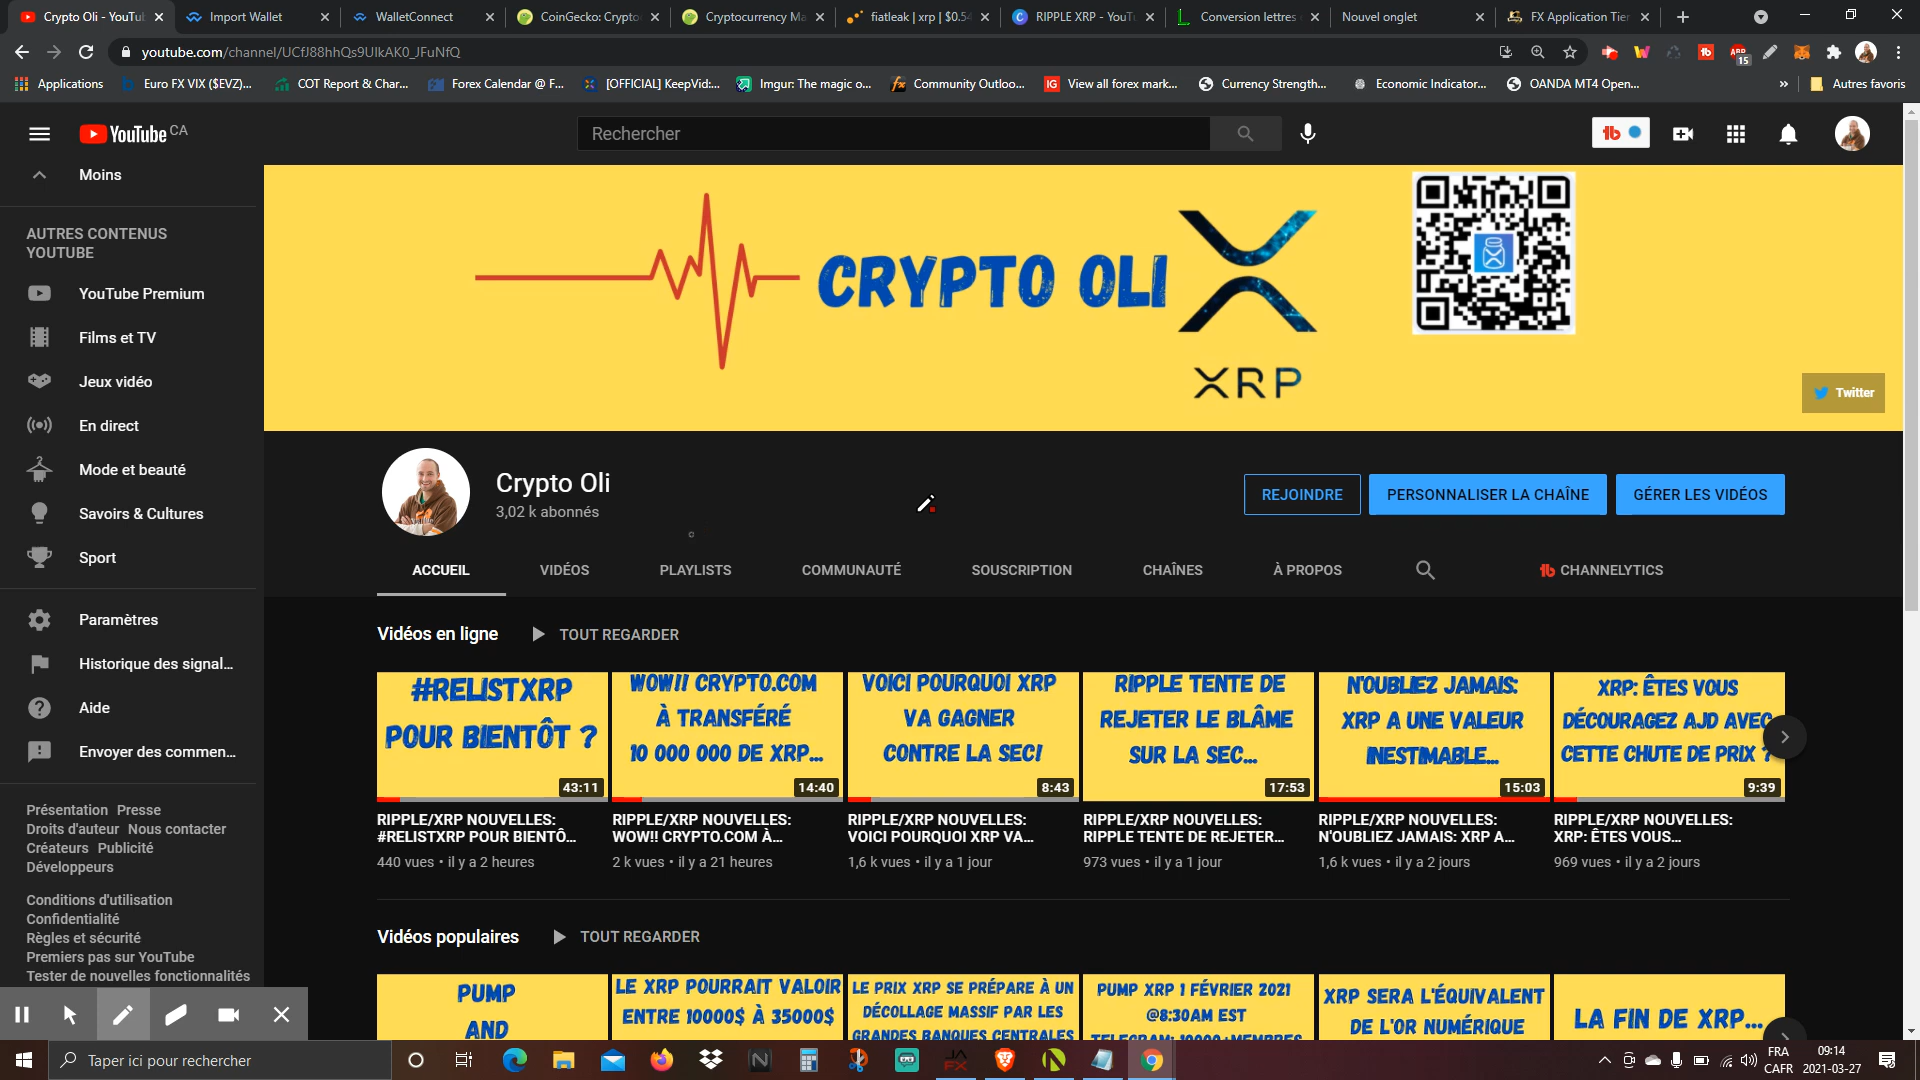 Crypto Oli - YouTu
Import Wallet
WalletConnect
CoinGecko: Crypto
Cryptocurrency Ma
fiatleak | xrp | $0.54
RIPPLE XRP - YouT
Conversion lettres
Nouvel onglet
FX Application Tier
youtube.com/channel/UCfJ88hhQs9UlkAK0_JFuNfQ
15
Applications
Euro FX VIX ($EVZ)...
COT Report & Char...
Forex Calendar @ F...
[OFFICIAL] KeepVid:...
Imgur: The magic o...
Community Outloo...
IG View all forex mark...
Currency Strength...
Economic Indicator...
OANDA MT4 Open...
»
Autres favoris
YouTube CA
Rechercher
Moins
AUTRES CONTENUS
YOUTUBE
YouTube Premium
Films et TV
Jeux vidéo
En direct
Mode et beauté
Savoirs & Cultures
Sport
Paramètres
Historique des signal...
Aide
Envoyer des commen...
Présentation Presse
Droits d'auteur Nous contacter
Créateurs Publicité
Développeurs
Conditions d'utilisation
Confidentialité
Règles et sécurité
Premiers pas sur YouTube
Tester de nouvelles fonctionnalités
CRYPTO OLI
XRP
Twitter
Crypto Oli
3,02 k abonnés
REJOINDRE
PERSONNALISER LA CHAÎNE
GÉRER LES VIDÉOS
ACCUEIL
VIDÉOS
PLAYLISTS
COMMUNAUTÉ
SOUSCRIPTION
CHAÎNES
À PROPOS
CHANNELYTICS
Vidéos en ligne
TOUT REGARDER
#RELISTXRP
POUR BIENTÔT ?
43:11
RIPPLE/XRP NOUVELLES:
#RELISTXRP POUR BIENTÔ...
440 vues • il y a 2 heures
WOW!! CRYPTO.COM
À TRANSFÉRÉ
10 000 000 DE XRP...
14:40
RIPPLE/XRP NOUVELLES:
WOW!! CRYPTO.COM À...
2 k vues • il y a 21 heures
VOICI POURQUOI XRP
VA GAGNER
CONTRE LA SEC!
8:43
RIPPLE/XRP NOUVELLES:
VOICI POURQUOI XRP VA...
1,6 k vues • il y a 1 jour
RIPPLE TENTE DE
REJETER LE BLÂME
SUR LA SEC...
17:53
RIPPLE/XRP NOUVELLES:
RIPPLE TENTE DE REJETER...
973 vues • il y a 1 jour
N'OUBLIEZ JAMAIS:
XRP A UNE VALEUR
INESTIMABLE...
15:03
RIPPLE/XRP NOUVELLES:
N'OUBLIEZ JAMAIS: XRP A...
1,6 k vues • il y a 2 jours
XRP: ÊTES VOUS
DÉCOURAGEZ AJD AVEC
CETTE CHUTE DE PRIX ?
9:39
RIPPLE/XRP NOUVELLES:
XRP: ÊTES VOUS...
969 vues • il y a 2 jours
Vidéos populaires
TOUT REGARDER
PUMP
AND
LE XRP POURRAIT VALOIR
ENTRE 10000$ À 35000$
LE PRIX XRP SE PRÉPARE À UN
DÉCOLLAGE MASSIF PAR LES
GRANDES BANQUES CENTRALES
PUMP XRP 1 FÉVRIER 2021
@8:30AM EST
XRP SERA L'ÉQUIVALENT
DE L'OR NUMÉRIQUE
LA FIN DE XRP...
Taper ici pour rechercher
FRA
CAFR
09:14
2021-03-27